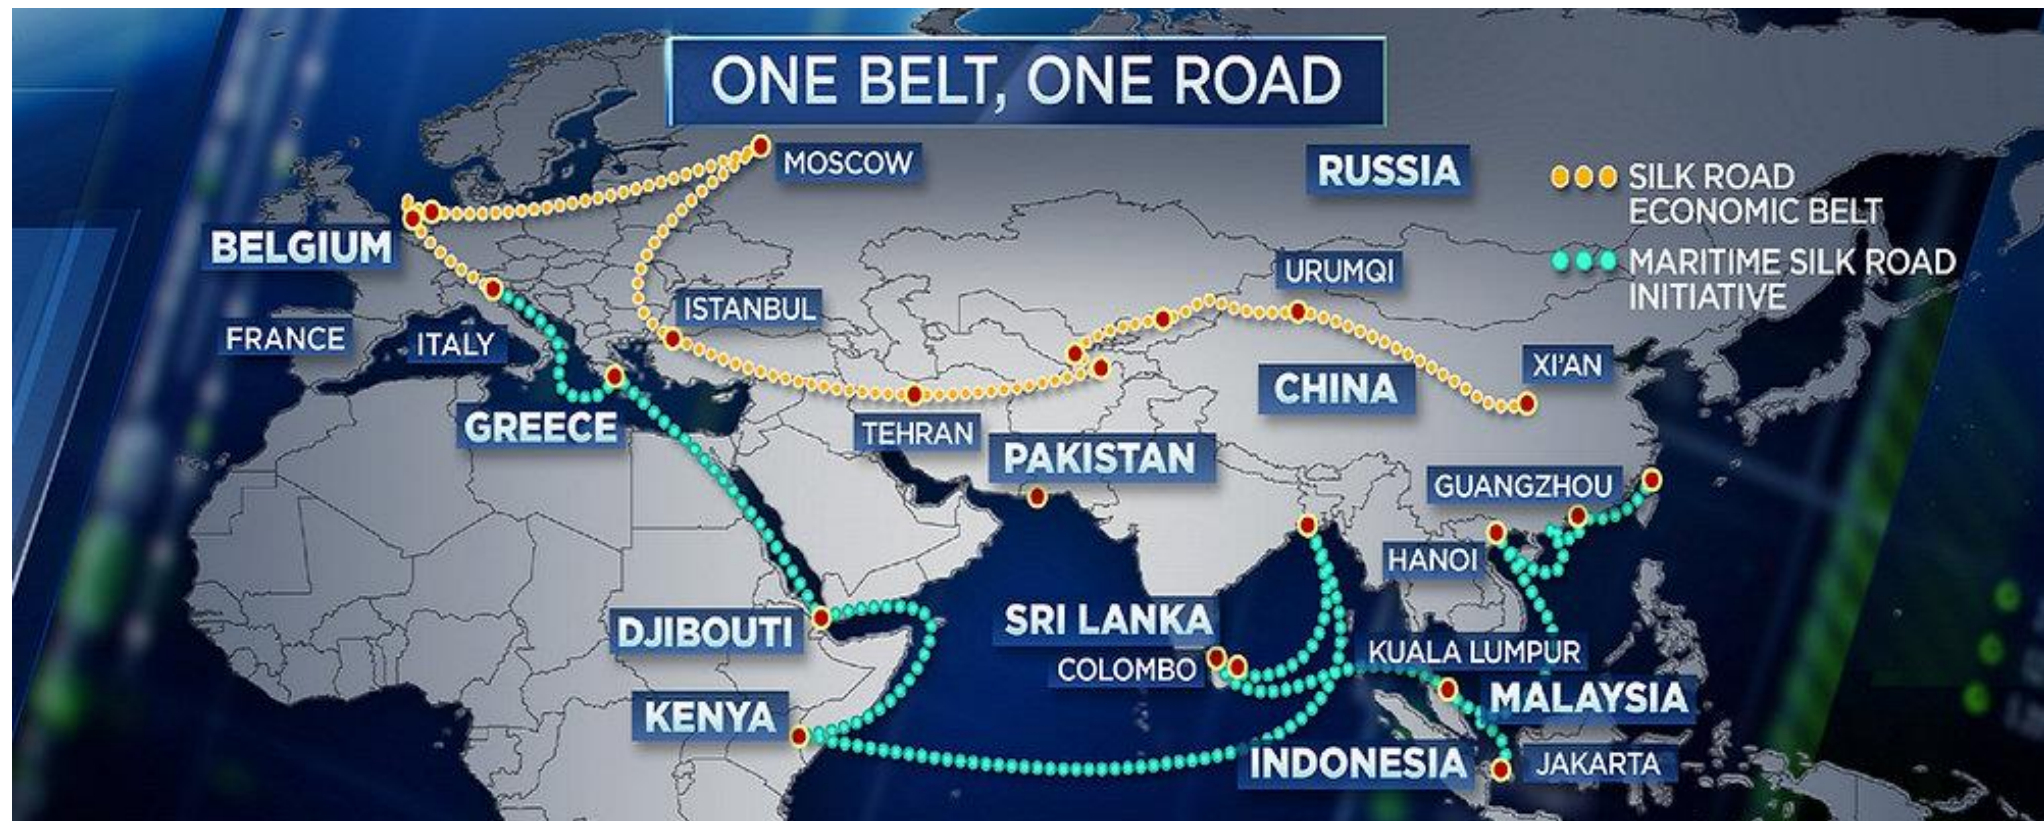 ONE BELT, ONE ROAD
MOSCOW
RUSSIA
SILK ROAD
ECONOMIC BELT
BELGIUM
MARITIME SILK ROAD
INITIATIVE
URUMQI
ISTANBUL
FRANCE
ITALY
XI'AN
CHINA
GREECE
TEHRAN
PAKISTAN
GUANGZHOU
HANOI
DJIBOUTI
SRI LANKA
COLOMBO
KUALA LUMPUR
MALAYSIA
KENYA
INDONESIA
JAKARTA